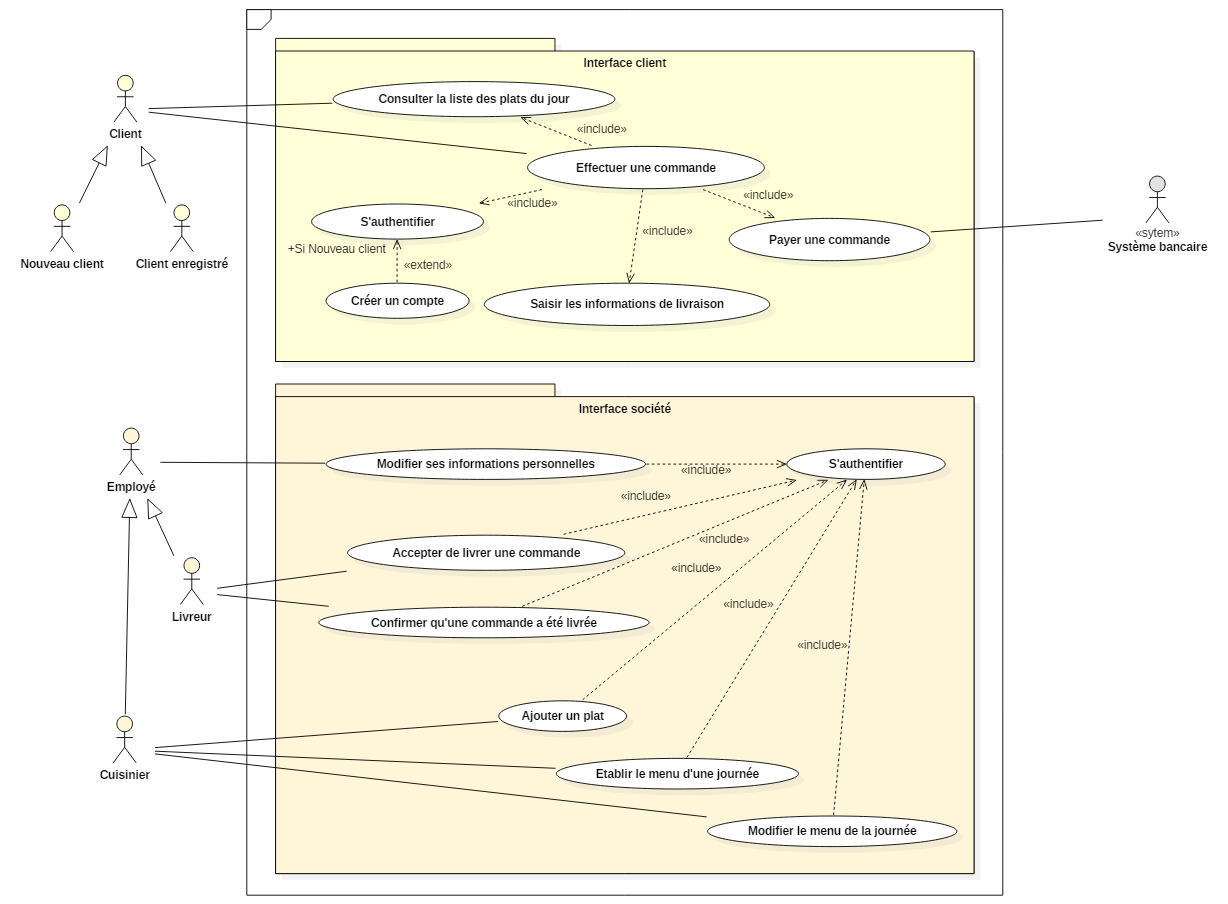 Interface client
Consulter la liste des plats du jour
Client
«include»
Effectuer une commande
«include»
«include»
S'authentifier
«include»
Payer une commande
«sytem»
Système bancaire
+Si Nouveau client
«extend»
Nouveau client
Client enregistré
Créer un compte
Saisir les informations de livraison
Interface société
Modifier ses informations personnelles
«include»
S'authentifier
Employé
«include»
«include»
Accepter de livrer une commande
«include»
«include»
Livreur
Confirmer qu'une commande a été livrée
«include»
Ajouter un plat
Cuisinier
Etablir le menu d'une journée
Modifier le menu de la journée